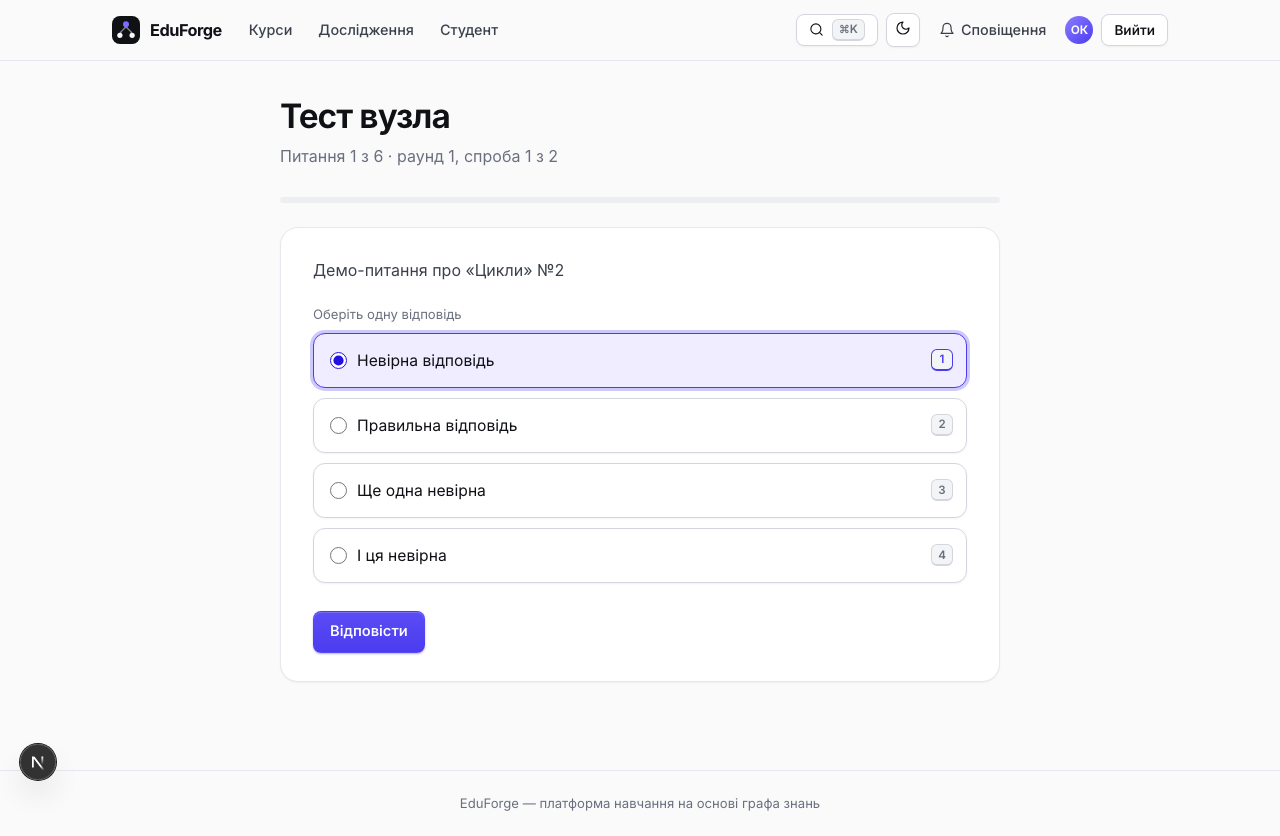 EduForge Курси Дослідження Студент ⌘K Сповіщення ОК Вийти
Тест вузла
Питання 1 з 6 · раунд 1, спроба 1 з 2
Демо-питання про «Цикли» №2
Оберіть одну відповідь
Невірна відповідь 1
Правильна відповідь 2
Ще одна невірна 3
І ця невірна 4
Відповісти
N
EduForge — платформа навчання на основі графа знань